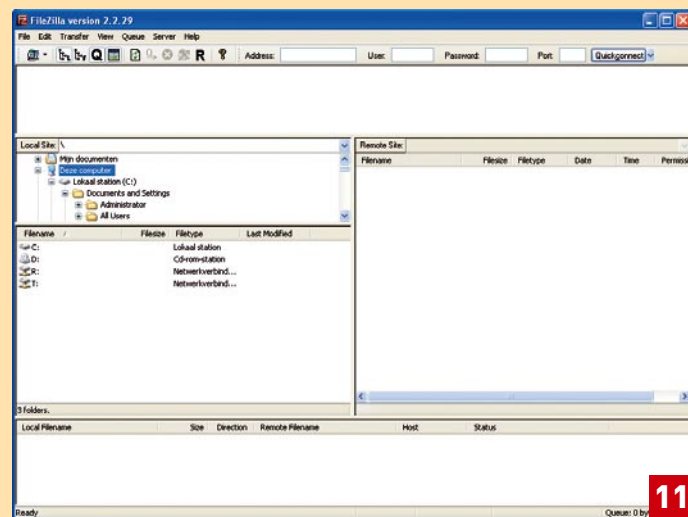 FileZilla version 2.2.29
File Edit Transfer View Queue Server Help
Address: User: Password: Port: Quickconnect
Local Site: \
Mijn documenten
Deze computer
Lokaal station (C:)
Documents and Settings
Administrator
All Users
Filename / Filesize Filetype Last Modified
C: Lokaal station
D: Cd-rom-station
R: Netwerkverbind...
T: Netwerkverbind...
3 folders.
Remote Site:
Filename Filesize Filetype Date Time Permiss
Local Filename Size Direction Remote Filename Host Status
Ready Queue: 0 by
11